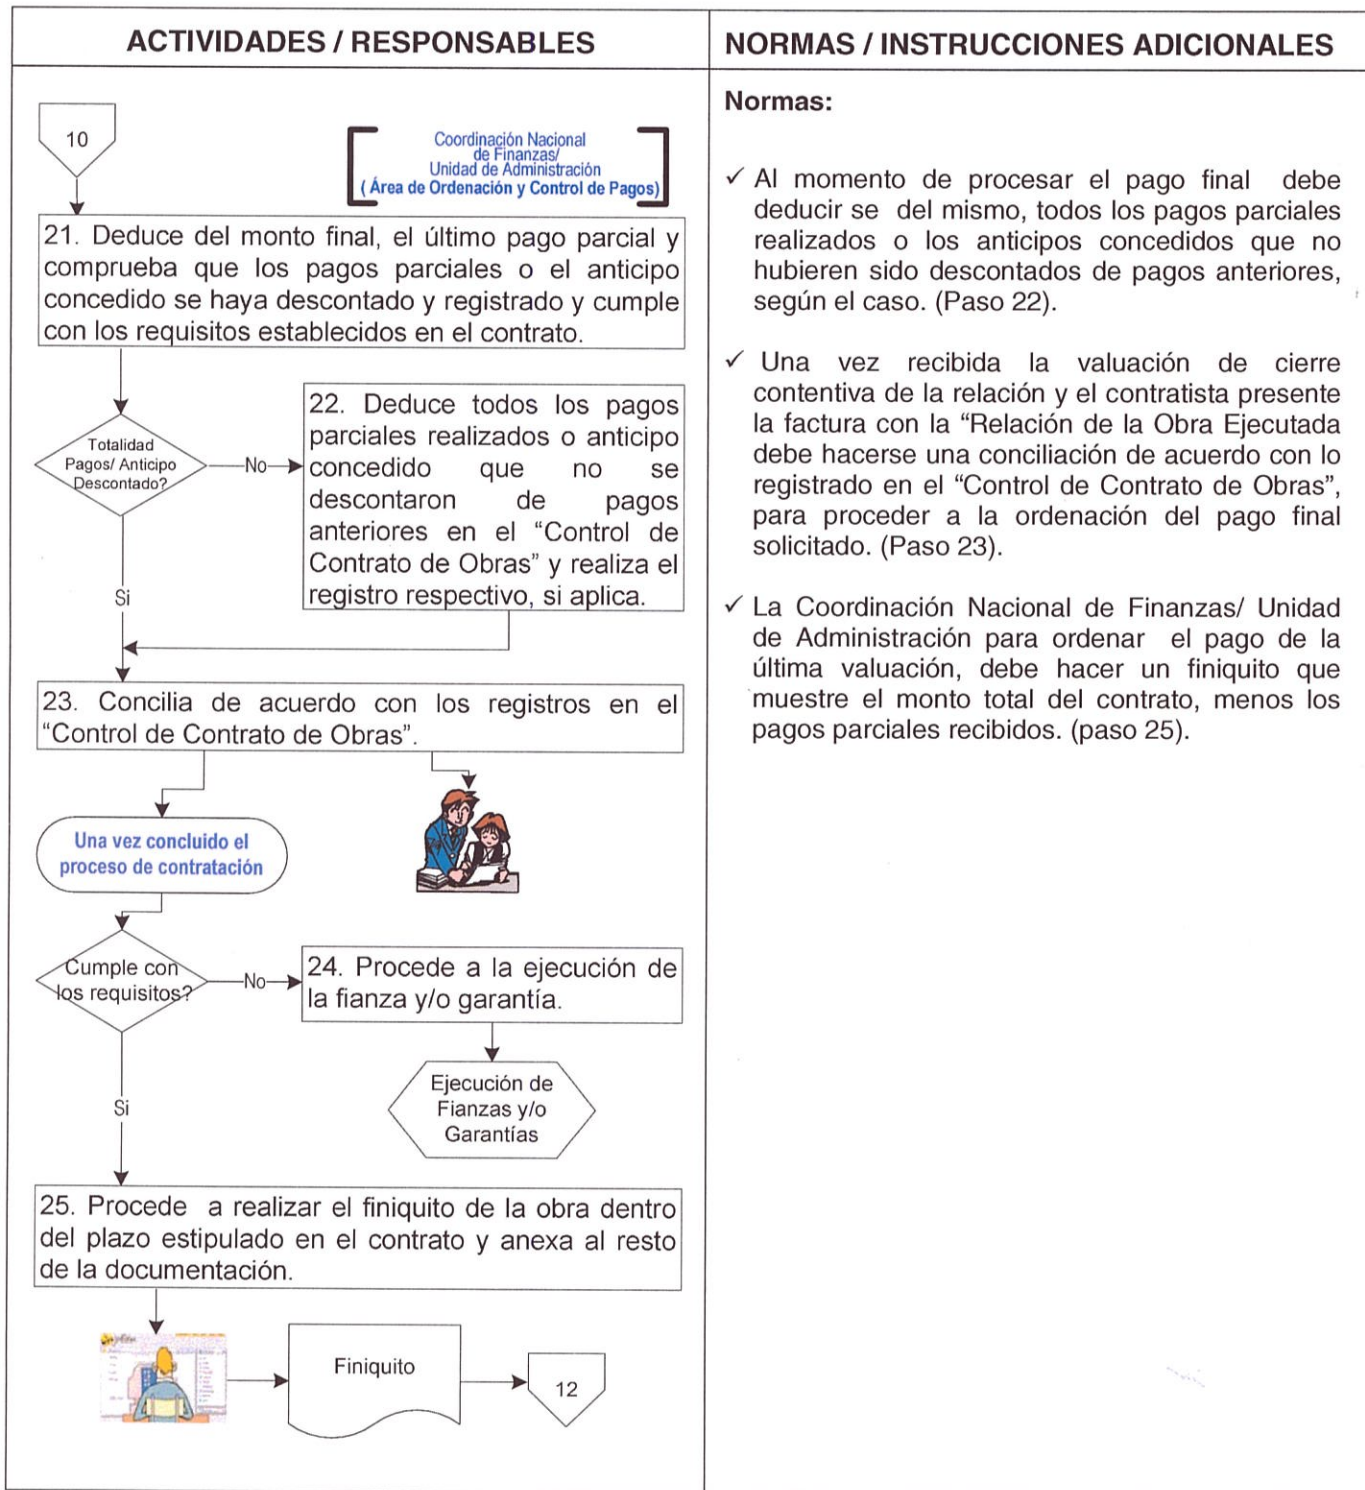 ACTIVIDADES / RESPONSABLES
10
Coordinación Nacional
de Finanzas/
Unidad de Administración
( Área de Ordenación y Control de Pagos)
21. Deduce del monto final, el último pago parcial y
comprueba que los pagos parciales o el anticipo
concedido se haya descontado y registrado y cumple
con los requisitos establecidos en el contrato.
Totalidad
Pagos/ Anticipo
Descontado?
No
22. Deduce todos los pagos
parciales realizados o anticipo
concedido que no se
descontaron de pagos
anteriores en el “Control de
Contrato de Obras” y realiza el
registro respectivo, si aplica.
Si
23. Concilia de acuerdo con los registros en el
“Control de Contrato de Obras”.
Una vez concluido el
proceso de contratación
Cumple con
los requisitos?
No
24. Procede a la ejecución de
la fianza y/o garantía.
Ejecución de
Fianzas y/o
Garantías
Si
25. Procede a realizar el finiquito de la obra dentro
del plazo estipulado en el contrato y anexa al resto
de la documentación.
Finiquito
12
NORMAS / INSTRUCCIONES ADICIONALES
Normas:
✓ Al momento de procesar el pago final debe
deducir se del mismo, todos los pagos parciales
realizados o los anticipos concedidos que no
hubieren sido descontados de pagos anteriores,
según el caso. (Paso 22).
✓ Una vez recibida la valuación de cierre
contentiva de la relación y el contratista presente
la factura con la “Relación de la Obra Ejecutada
debe hacerse una conciliación de acuerdo con lo
registrado en el “Control de Contrato de Obras”,
para proceder a la ordenación del pago final
solicitado. (Paso 23).
✓ La Coordinación Nacional de Finanzas/ Unidad
de Administración para ordenar el pago de la
última valuación, debe hacer un finiquito que
muestre el monto total del contrato, menos los
pagos parciales recibidos. (paso 25).